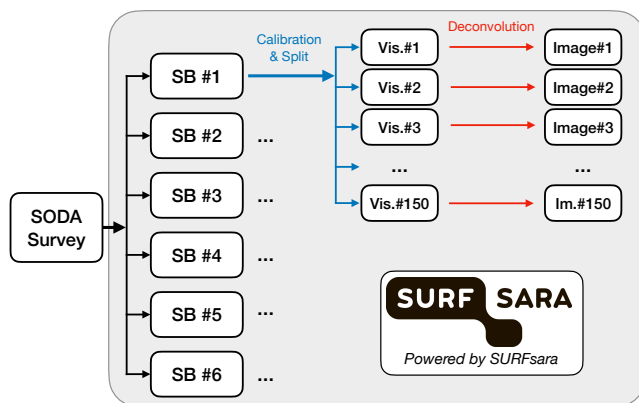 Calibration
& Split
Deconvolution
SB #1
Vis.#1
Image#1
Vis.#2
Image#2
SB #2
...
Vis.#3
Image#3
...
...
SB #3
...
Vis.#150
Im.#150
SODA
Survey
SB #4
...
SURF SARA
Powered by SURFsara
SB #5
...
SB #6
...